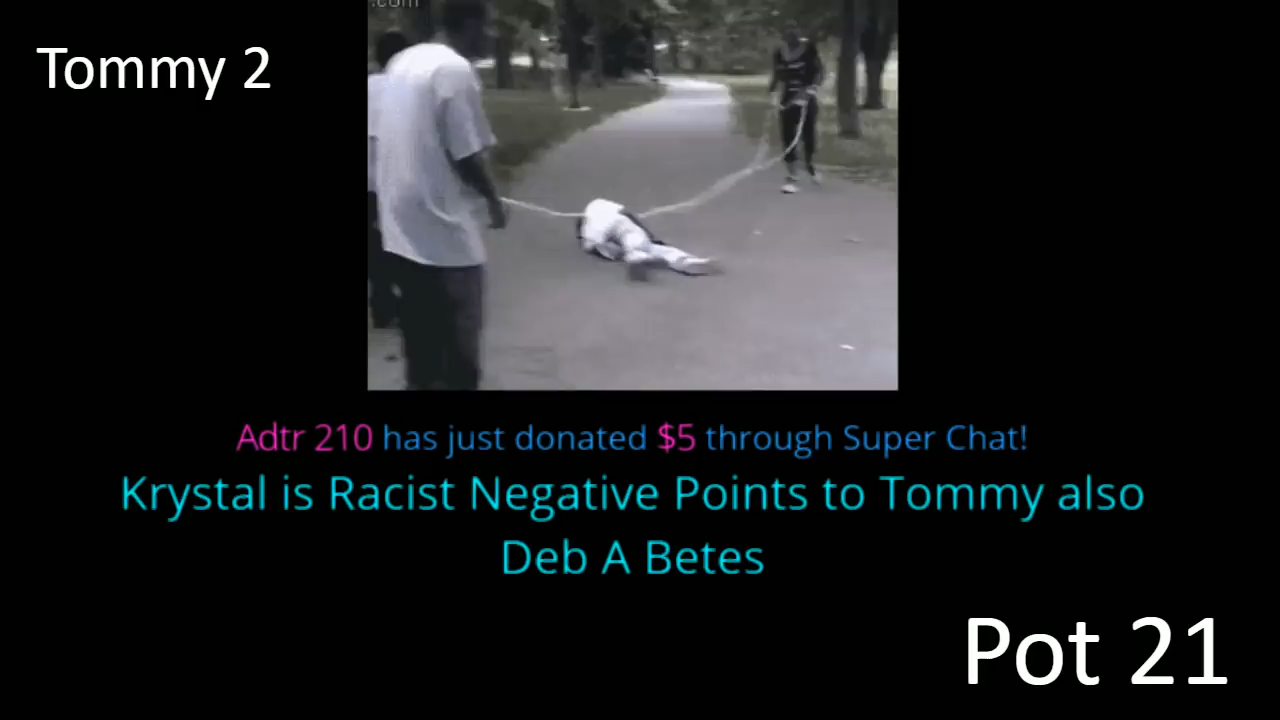 .com
Tommy 2
Adtr 210 has just donated $5 through Super Chat!
Krystal is Racist Negative Points to Tommy also
Deb A Betes
Pot 21